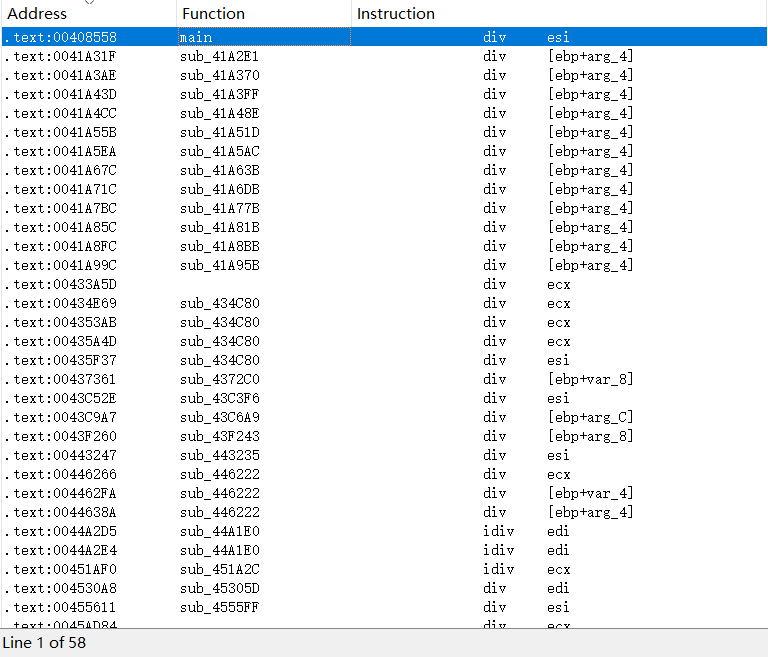 Address Function Instruction
.text:00408558 main div esi
.text:0041A31F sub_41A2E1 div [ebp+arg_4]
.text:0041A3AE sub_41A370 div [ebp+arg_4]
.text:0041A43D sub_41A3FF div [ebp+arg_4]
.text:0041A4CC sub_41A48E div [ebp+arg_4]
.text:0041A55B sub_41A51D div [ebp+arg_4]
.text:0041A5EA sub_41A5AC div [ebp+arg_4]
.text:0041A67C sub_41A63B div [ebp+arg_4]
.text:0041A71C sub_41A6DB div [ebp+arg_4]
.text:0041A7BC sub_41A77B div [ebp+arg_4]
.text:0041A85C sub_41A81B div [ebp+arg_4]
.text:0041A8FC sub_41A8BB div [ebp+arg_4]
.text:0041A99C sub_41A95B div [ebp+arg_4]
.text:00433A5D div ecx
.text:00434E69 sub_434C80 div ecx
.text:004353AB sub_434C80 div ecx
.text:00435A4D sub_434C80 div ecx
.text:00435F37 sub_434C80 div esi
.text:00437361 sub_4372C0 div [ebp+var_8]
.text:0043C52E sub_43C3F6 div esi
.text:0043C9A7 sub_43C6A9 div [ebp+arg_C]
.text:0043F260 sub_43F243 div [ebp+arg_8]
.text:00443247 sub_443235 div esi
.text:00446266 sub_446222 div ecx
.text:004462FA sub_446222 div [ebp+var_4]
.text:0044638A sub_446222 div [ebp+arg_4]
.text:0044A2D5 sub_44A1E0 idiv edi
.text:0044A2E4 sub_44A1E0 idiv edi
.text:00451AF0 sub_451A2C idiv ecx
.text:004530A8 sub_45305D div edi
.text:00455611 sub_4555FF div esi
.text:0045AD84 div ecx
Line 1 of 58